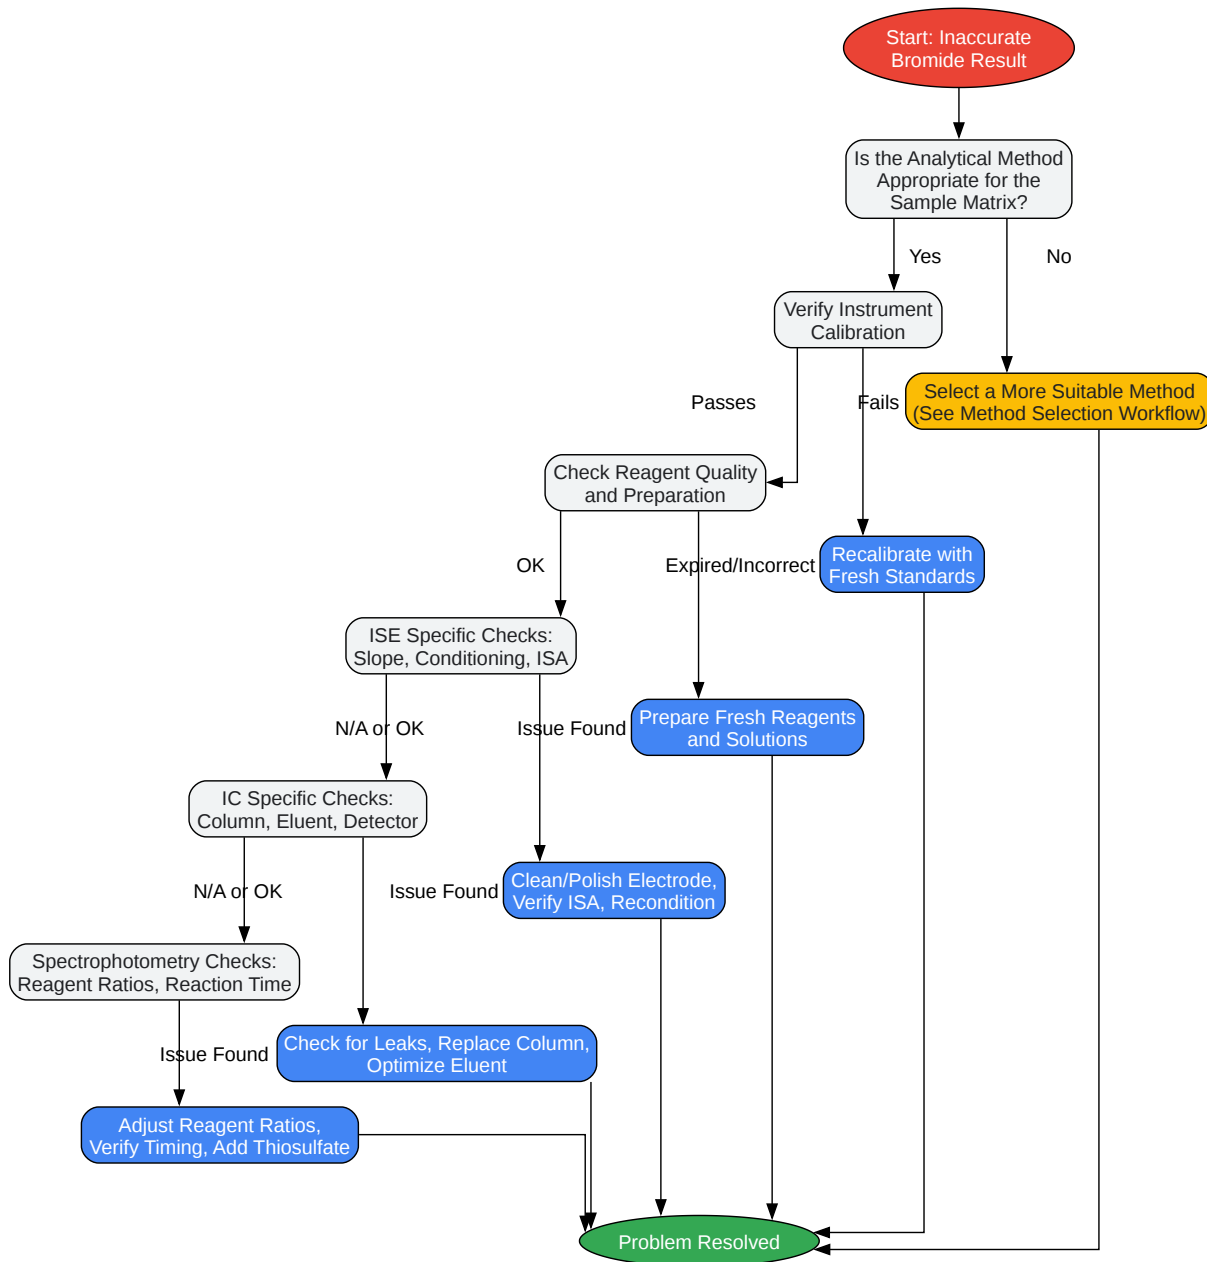 Start: Inaccurate
Bromide Result
Is the Analytical Method
Appropriate for the
Sample Matrix?
Yes
No
Verify Instrument
Calibration
Passes
Fails
Select a More Suitable Method
(See Method Selection Workflow)
Check Reagent Quality
and Preparation
OK
Expired/Incorrect
Recalibrate with
Fresh Standards
ISE Specific Checks:
Slope, Conditioning, ISA
N/A or OK
Issue Found
Prepare Fresh Reagents
and Solutions
IC Specific Checks:
Column, Eluent, Detector
N/A or OK
Issue Found
Clean/Polish Electrode,
Verify ISA, Recondition
Spectrophotometry Checks:
Reagent Ratios, Reaction Time
Issue Found
Check for Leaks, Replace Column,
Optimize Eluent
Adjust Reagent Ratios,
Verify Timing, Add Thiosulfate
Problem Resolved